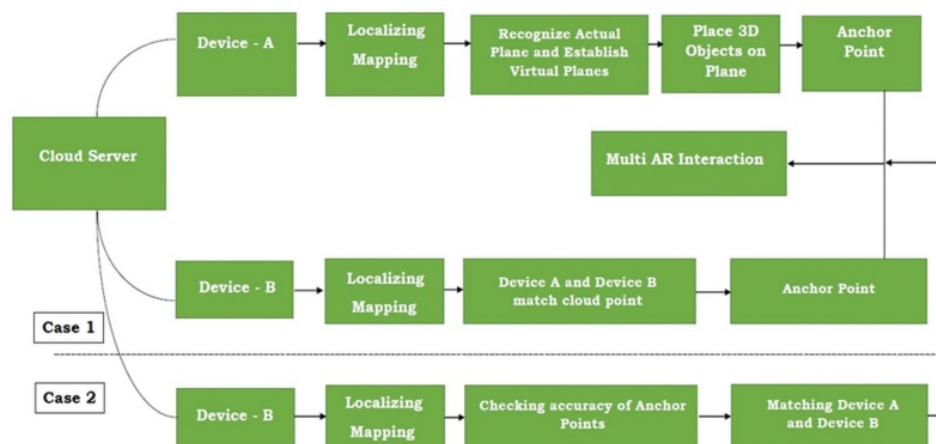 Device - A
Localizing
Mapping
Recognize Actual
Plane and Establish
Virtual Planes
Place 3D
Objects on
Plane
Anchor
Point
Cloud Server
Multi AR Interaction
Device - B
Localizing
Mapping
Device A and Device B
match cloud point
Anchor Point
Case 1
Case 2
Device - B
Localizing
Mapping
Checking accuracy of Anchor
Points
Matching Device A
and Device B